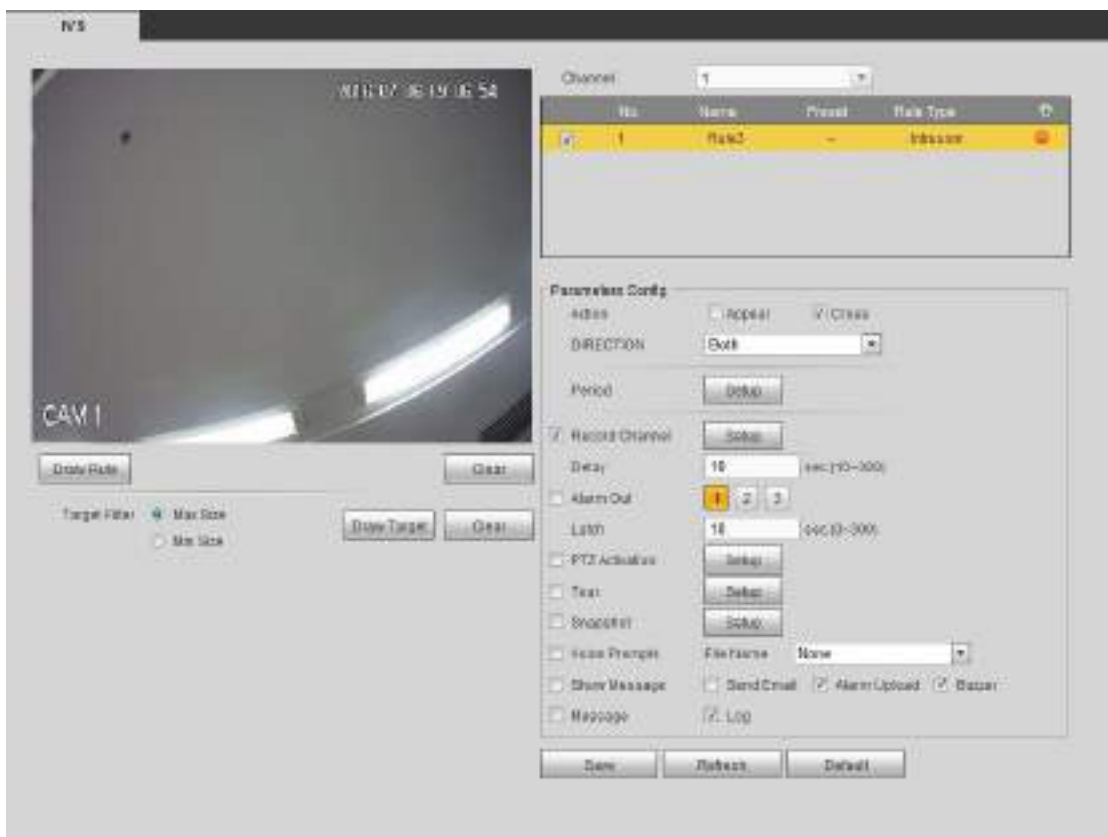 IVS
CAM 1
Draw Rule
Clear
Target Filter
Max Size
Min Size
Draw Target
Clear
Channel
1
No. Name Preset Rule Type
1 Intrusion
Parameters Config
Action Appear Cross
DIRECTION Both
Period Setup
Record Channel Setup
Delay 10 sec.(10~300)
Alarm Out 1 2 3
Latch 10 sec.(0~300)
PTZ Activation Setup
Tour Setup
Snapshot Setup
Voice Prompts File Name None
Show Message Send Email Alarm Upload Buzzer
Message Log
Save Refresh Default